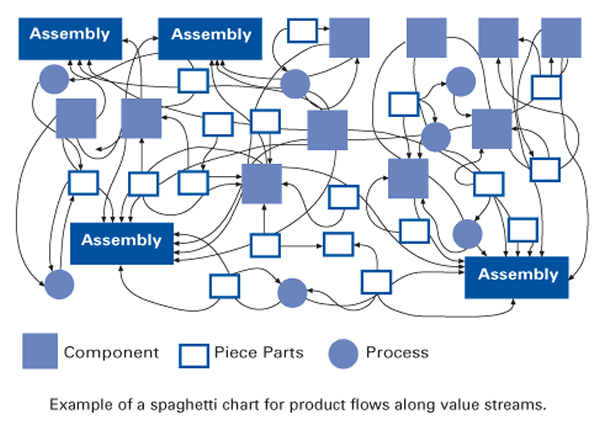 Assembly
Assembly
Assembly
Assembly
Component
Piece Parts
Process
Example of a spaghetti chart for product flows along value streams.